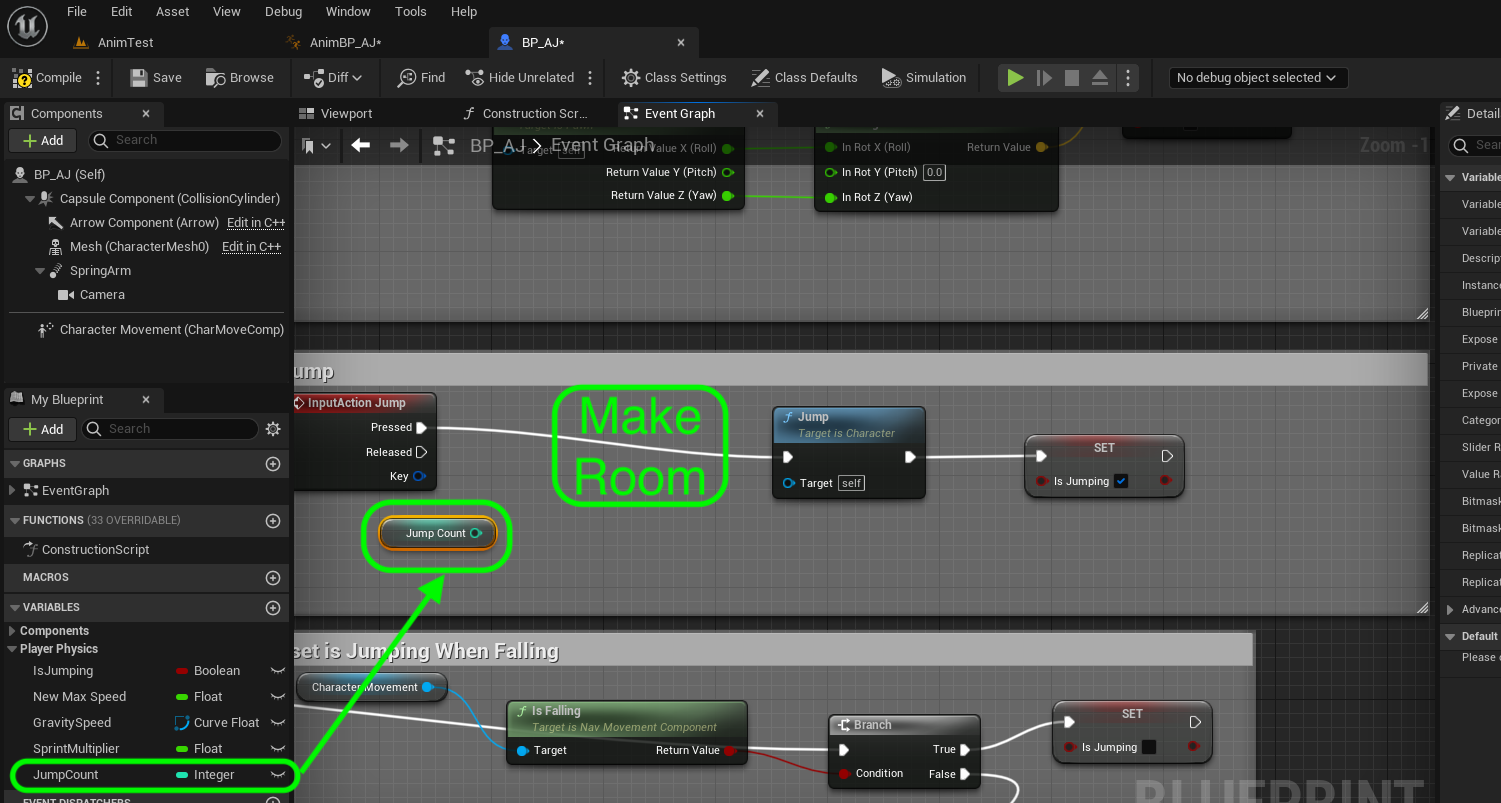 File Edit Asset View Debug Window Tools Help
AnimTest AnimBP_AJ* BP_AJ* ×
Compile Save Browse Diff Find Hide Unrelated Class Settings Class Defaults Simulation No debug object selected
Components × Viewport Construction Scr... Event Graph × Detail
+ Add Search
BP_AJ > Event Graph Zoom -1
Sear
BP_AJ (Self)
Capsule Component (CollisionCylinder)
Arrow Component (Arrow) Edit in C++
Mesh (CharacterMesh0) Edit in C++
SpringArm
Camera
Character Movement (CharMoveComp)
Target self Return Value X (Roll)
Return Value Y (Pitch)
Return Value Z (Yaw)
In Rot X (Roll) Return Value
In Rot Y (Pitch) 0.0
In Rot Z (Yaw)
My Blueprint ×
+ Add Search
GRAPHS
EventGraph
FUNCTIONS (33 OVERRIDABLE)
ConstructionScript
MACROS
VARIABLES
Components
Player Physics
IsJumping Boolean
New Max Speed Float
GravitySpeed Curve Float
SprintMultiplier Float
JumpCount Integer
EVENT DISPATCHERS
ump
InputAction Jump
Pressed
Released
Key
Make
Room
Jump
Target is Character
Target self
SET
Is Jumping
Jump Count
set is Jumping When Falling
Character Movement
Is Falling
Target is Nav Movement Component
Target Return Value
Branch
True
Condition False
SET
Is Jumping
BLUEPRINT
Variable
Variable
Variable
Descrip
Instance
Blueprin
Expose
Private
Expose
Categor
Slider R
Value Ra
Bitmask
Bitmask
Replicat
Replicat
Advanc
Default
Please c